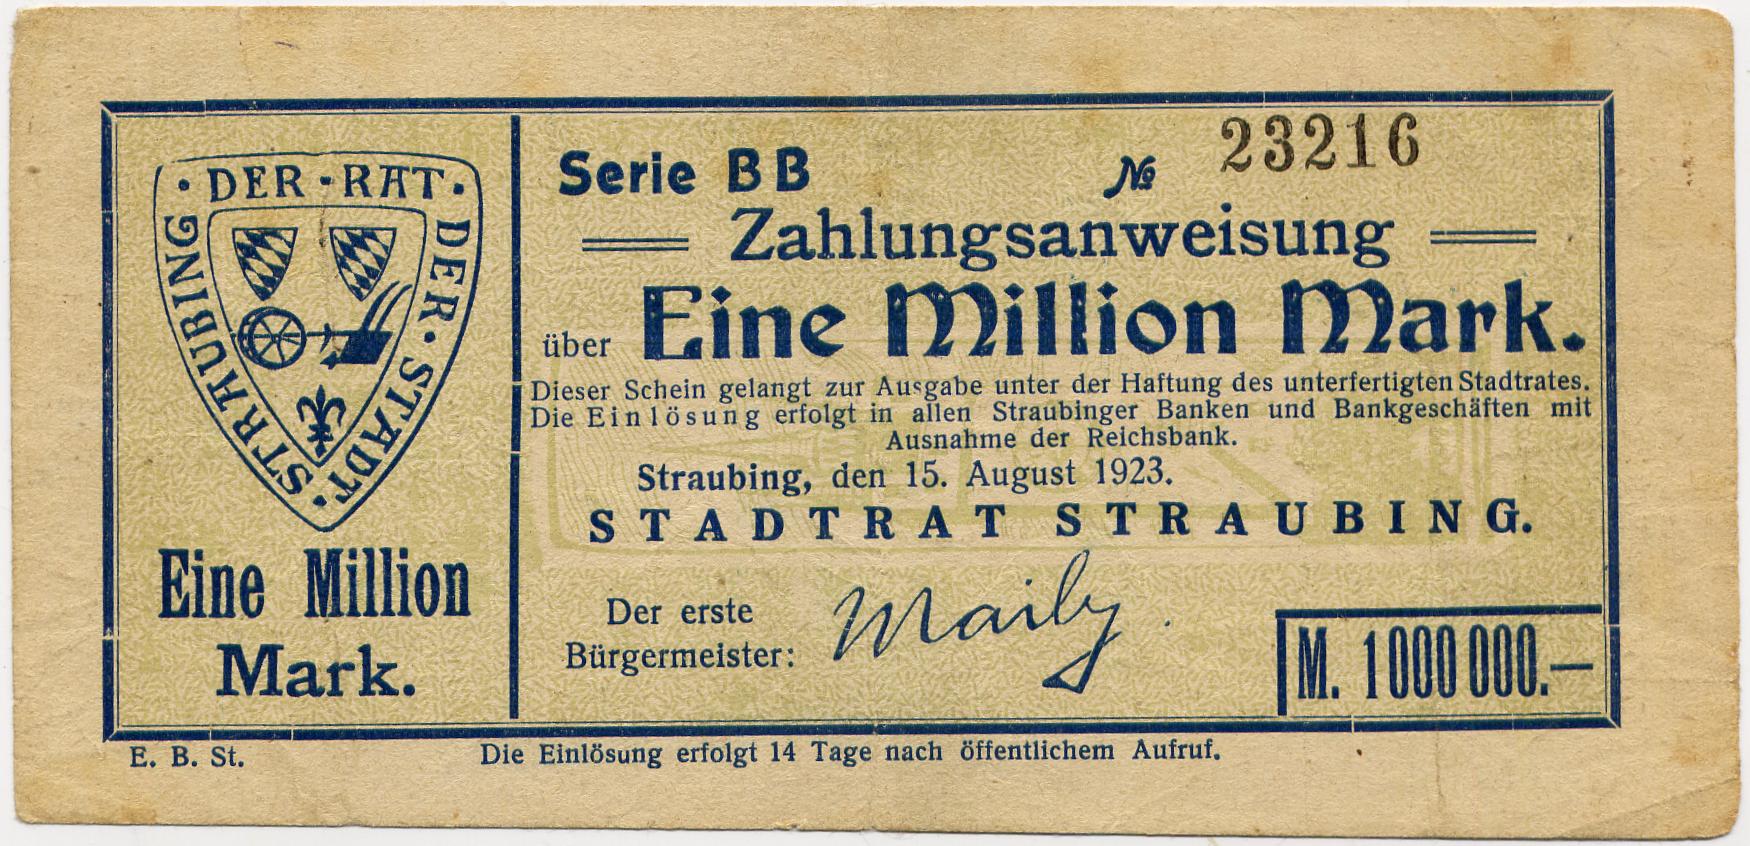 · DER · RAT · DER · STADT · STRAUBING
Eine Million
Mark.
Serie BB
№ 23216
Zahlungsanweisung
über Eine Million Mark.
Dieser Schein gelangt zur Ausgabe unter der Haftung des unterfertigten Stadtrates.
Die Einlösung erfolgt in allen Straubinger Banken und Bankgeschäften mit
Ausnahme der Reichsbank.
Straubing, den 15. August 1923.
STADTRAT STRAUBING.
Der erste
Bürgermeister:
M. 1000000.—
E. B. St.
Die Einlösung erfolgt 14 Tage nach öffentlichem Aufruf.